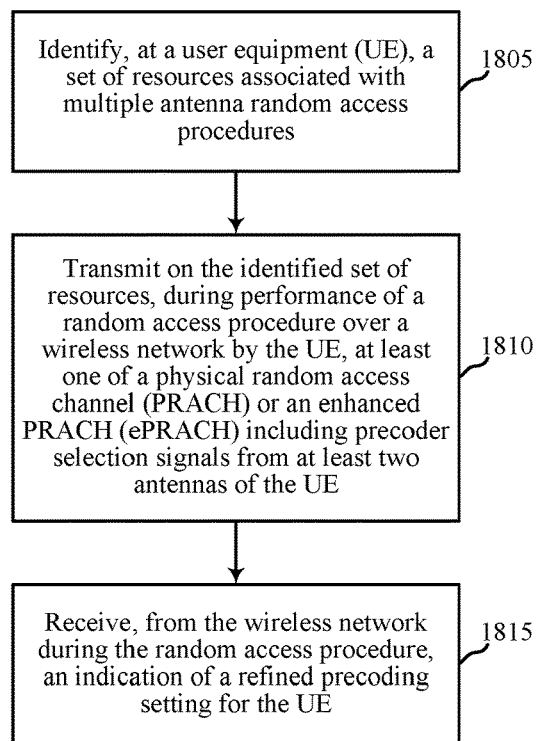 Identify, at a user equipment (UE), a
set of resources associated with
multiple antenna random access
procedures
1805
Transmit on the identified set of
resources, during performance of a
random access procedure over a
wireless network by the UE, at least
one of a physical random access
channel (PRACH) or an enhanced
PRACH (ePRACH) including precoder
selection signals from at least two
antennas of the UE
1810
Receive, from the wireless network
during the random access procedure,
an indication of a refined precoding
setting for the UE
1815